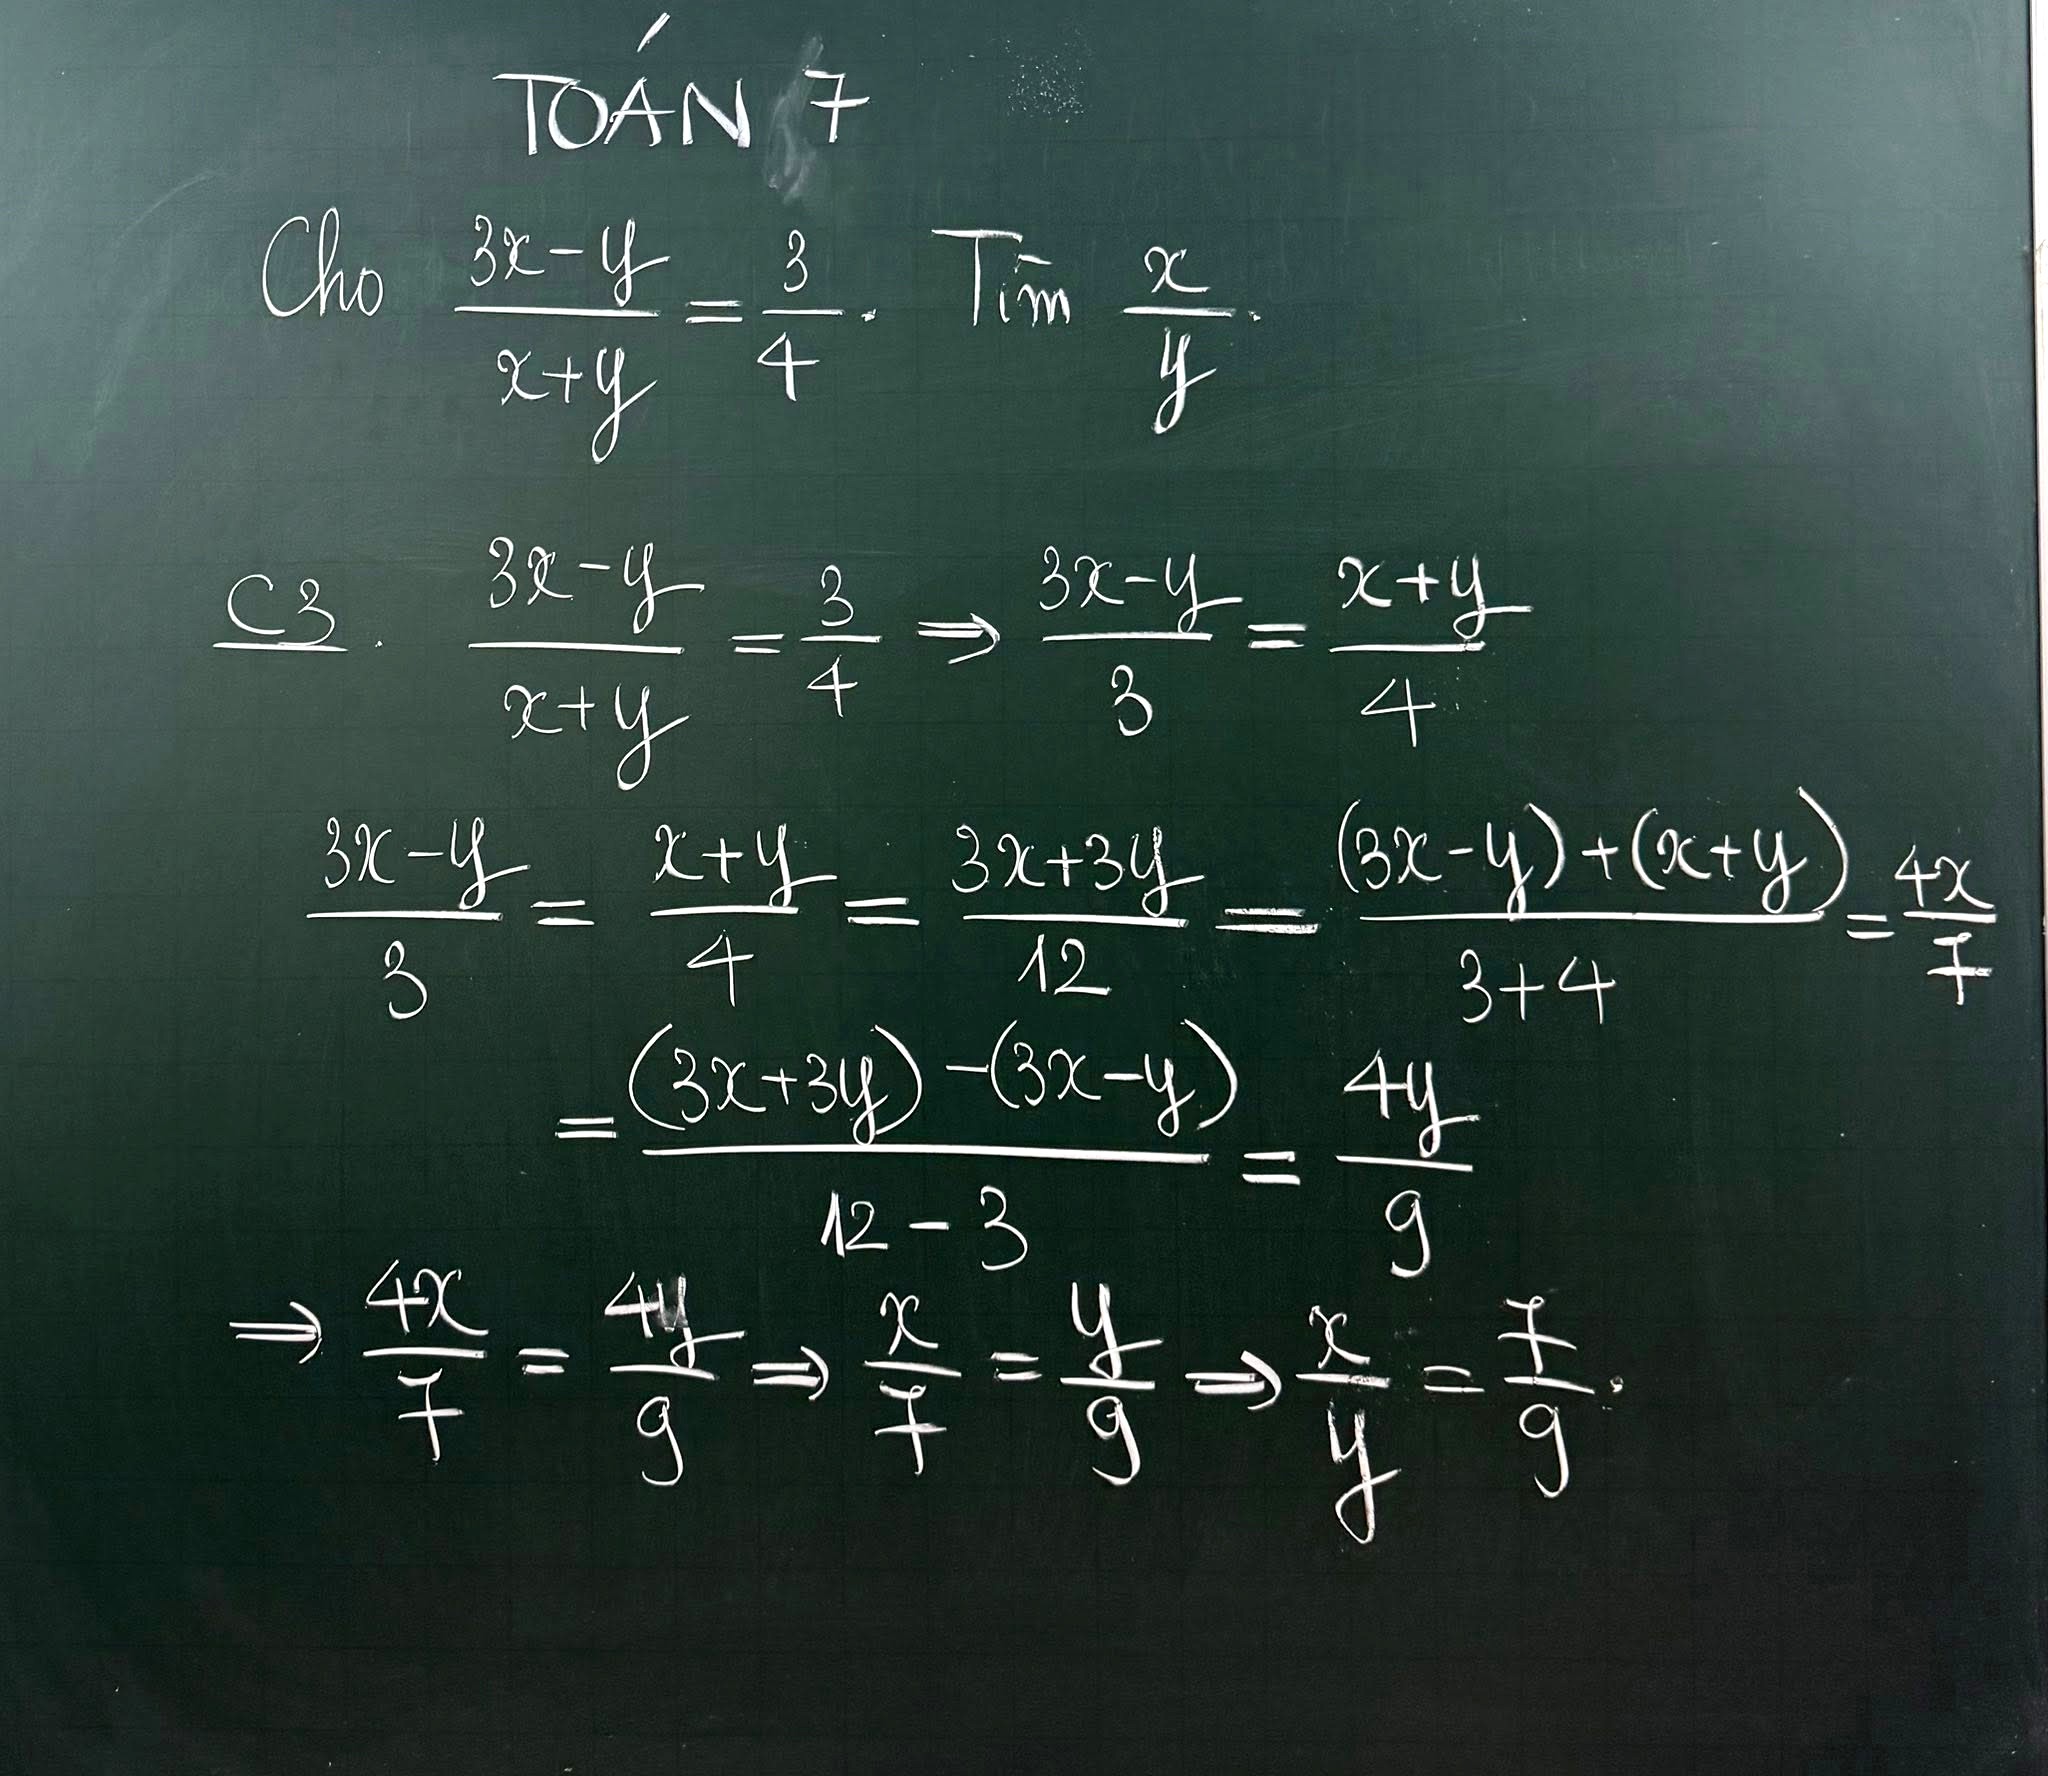 TOÁN 7
Cho (3x-y)/(x+y) = 3/4. Tìm x/y.
C3. (3x-y)/(x+y) = 3/4 ⇒ (3x-y)/3 = (x+y)/4
(3x-y)/3 = (x+y)/4 = (3x+3y)/12 = ((3x-y)+(x+y))/(3+4) = 4x/7
= ((3x+3y)-(3x-y))/(12-3) = 4y/9
⇒ 4x/7 = 4y/9 ⇒ x/7 = y/9 ⇒ x/y = 7/9.